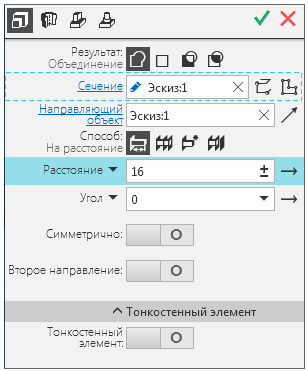 Результат:
Объединение
Сечение
Эскиз:1
Направляющий
объект
Эскиз:1
Способ:
На расстояние
Расстояние
16
Угол
0
Симметрично:
Второе направление:
Тонкостенный элемент
Тонкостенный
элемент: